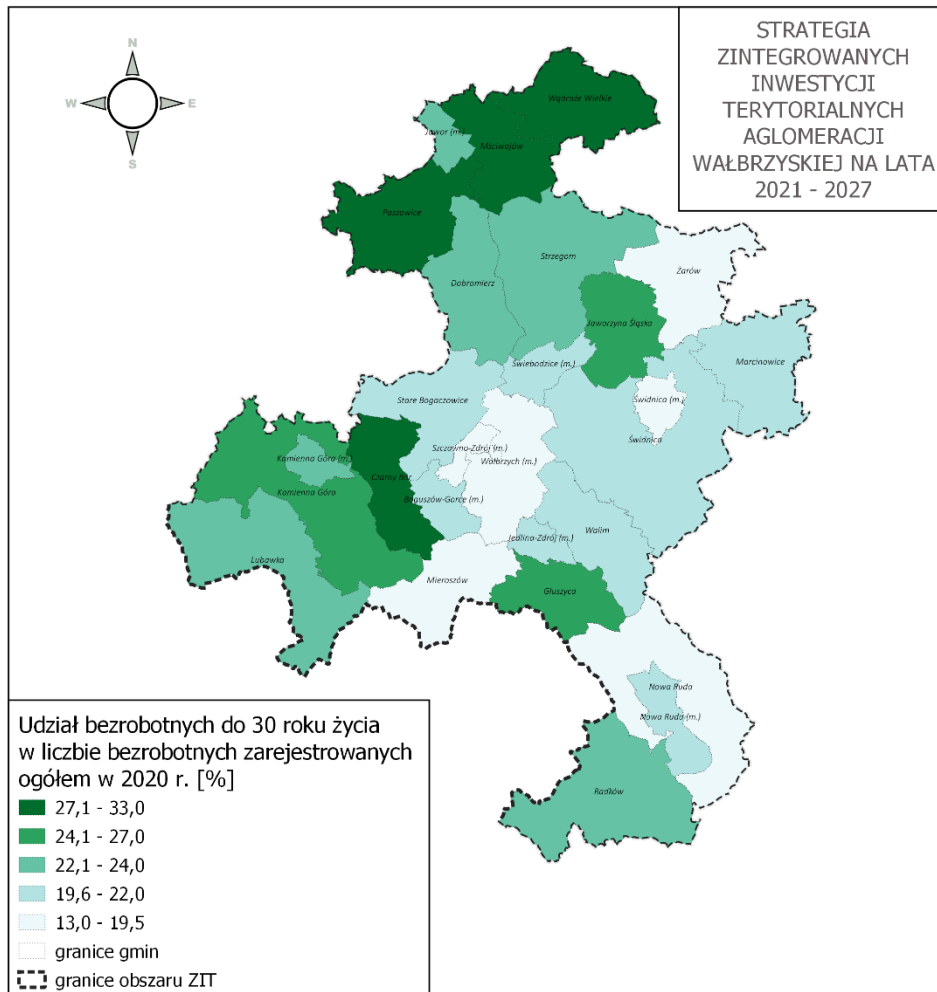 STRATEGIA
ZINTEGROWANYCH
INWESTYCJI
TERYTORIALNYCH
AGLOMERACJI
WAŁBRZYSKIEJ NA LATA
2021 - 2027
N
W
E
S
Wądroże Wielkie
Jawor (m.)
Mściwojów
Paszowice
Strzegom
Żarów
Dobromierz
Jaworzyna Śląska
Marcinowice
Świebodzice (m.)
Świdnica (m.)
Stare Bogaczowice
Świdnica
Szczawno-Zdrój (m.)
Kamienna Góra (m.)
Wałbrzych (m.)
Czarny Bór
Kamienna Góra
Boguszów-Gorce (m.)
Walim
Jedlina-Zdrój (m.)
Lubawka
Mieroszów
Głuszyca
Nowa Ruda
Nowa Ruda (m.)
Radków
Udział bezrobotnych do 30 roku życia
w liczbie bezrobotnych zarejestrowanych
ogółem w 2020 r. [%]
27,1 - 33,0
24,1 - 27,0
22,1 - 24,0
19,6 - 22,0
13,0 - 19,5
granice gmin
granice obszaru ZIT